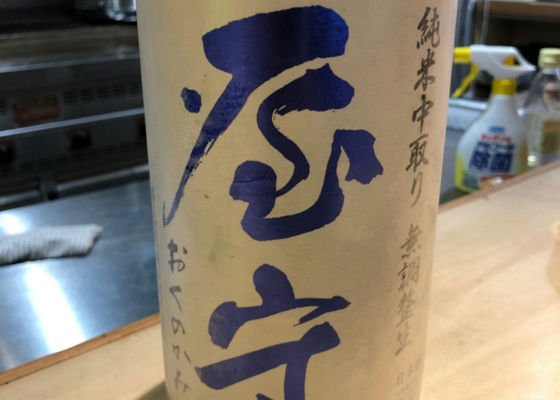 純米中取り 無調整生
屋守
おくのかみ